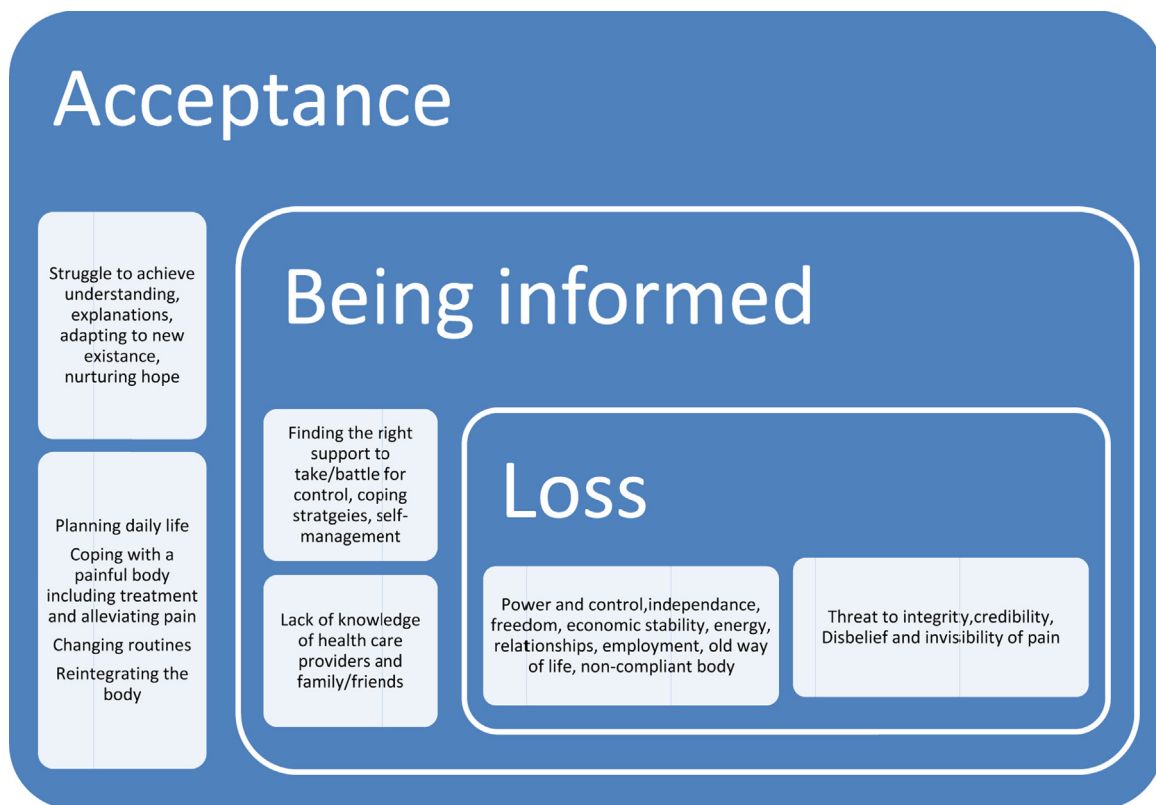 Acceptance
Struggle to achieve
understanding,
explanations,
adapting to new
existance,
nurturing hope
Planning daily life
Coping with a
painful body
including treatment
and alleviating pain
Changing routines
Reintegrating the
body
Being informed
Finding the right
support to
take/battle for
control, coping
stratgeies, self-
management
Lack of knowledge
of health care
providers and
family/friends
Loss
Power and control,independance,
freedom, economic stability, energy,
relationships, employment, old way
of life, non-compliant body
Threat to integrity,credibility,
Disbelief and invisibility of pain